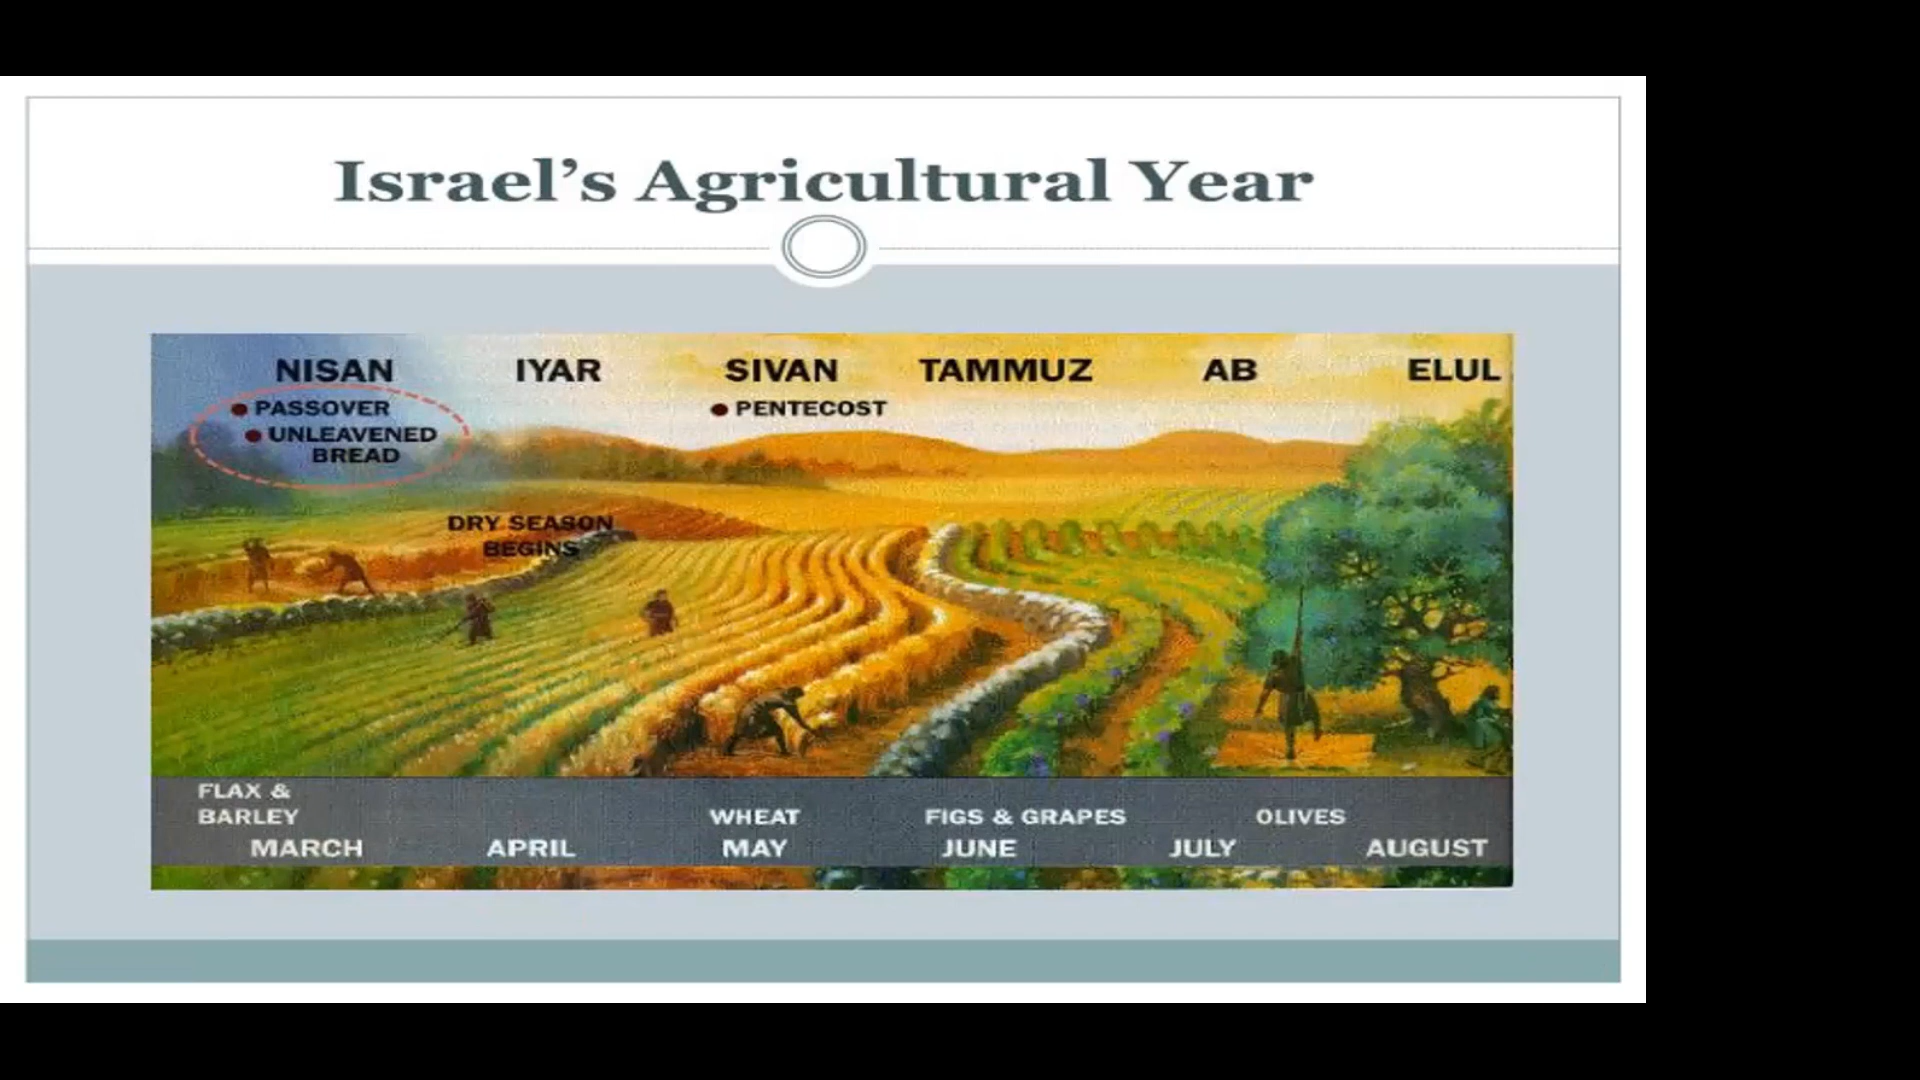 Israel's Agricultural Year
NISAN IYAR SIVAN TAMMUZ AB ELUL
PASSOVER PENTECOST
UNLEAVENED
BREAD
DRY SEASON
BEGINS
FLAX &
BARLEY WHEAT FIGS & GRAPES OLIVES
MARCH APRIL MAY JUNE JULY AUGUST